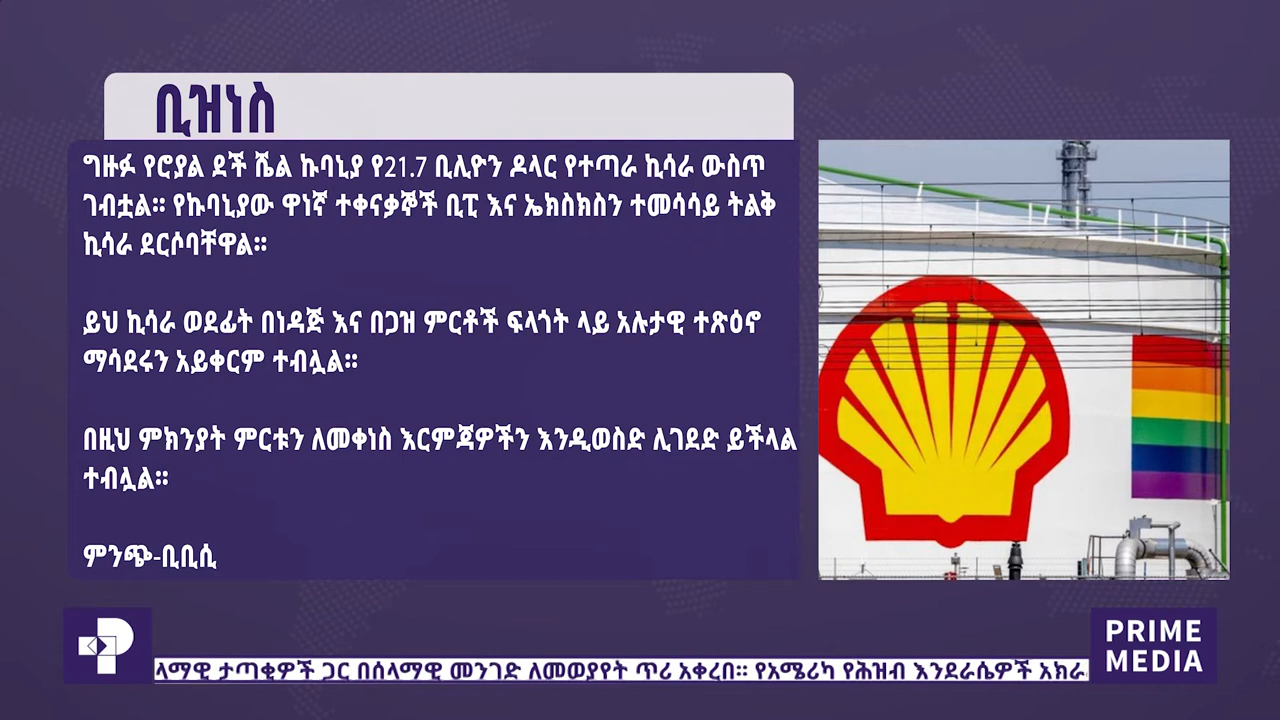 ቢዝነስ
ግዙፉ የሮያል ደች ሼል ኩባኒያ የ21.7 ቢሊዮን ዶላር የተጣራ ኪሳራ ውስጥ
ገብቷል። የኩባኒያው ዋነኛ ተቀናቃኞች ቢፒ እና ኤክስክስን ተመሳሳይ ትልቅ
ኪሳራ ደርሶባቸዋል።
ይህ ኪሳራ ወደፊት በነዳጅ እና በጋዝ ምርቶች ፍላጎት ላይ አሉታዊ ተጽዕኖ
ማሳደሩን አይቀርም ተብሏል።
በዚህ ምክንያት ምርቱን ለመቀነስ እርምጃዎችን እንዲወስድ ሊገደድ ይችላል
ተብሏል።
ምንጭ-ቢቢሲ
ላማዊ ታጣቂዎች ጋር በሰላማዊ መንገድ ለመወያየት ጥሪ አቀረበ። የአሜሪካ የሕዝብ እንደራሴዎች አክራ
PRIME
MEDIA